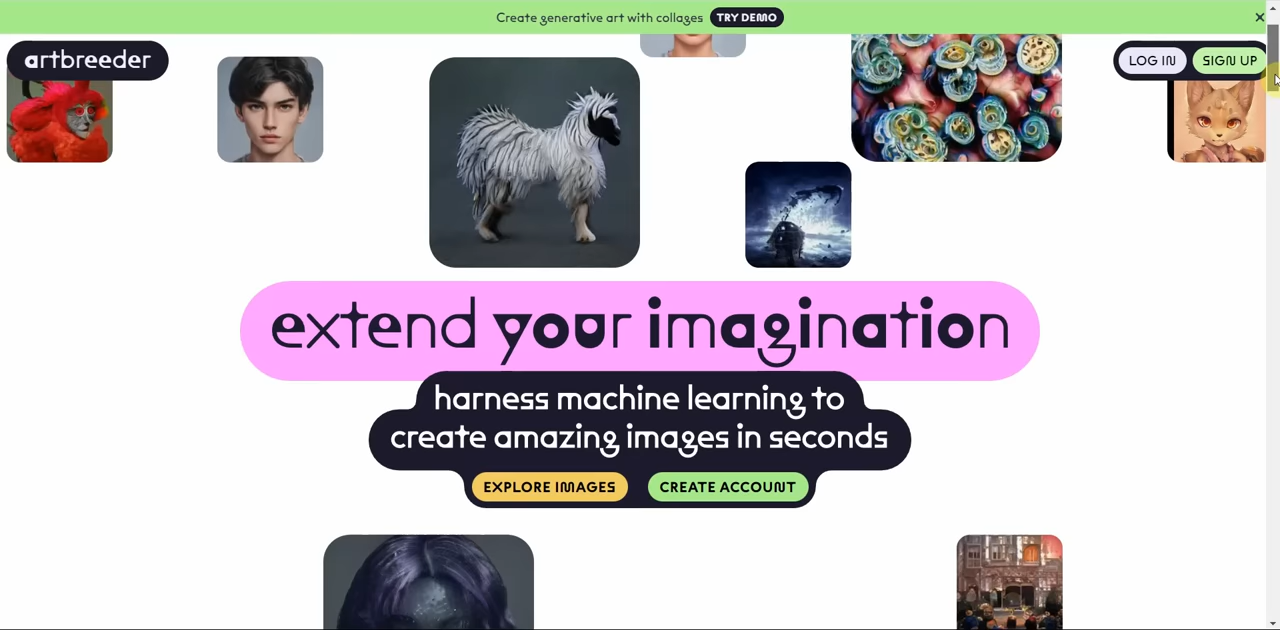 Create generative art with collages TRY DEMO
artbreeder
LOG IN SIGN UP
extend your imagination
harness machine learning to
create amazing images in seconds
EXPLORE IMAGES CREATE ACCOUNT